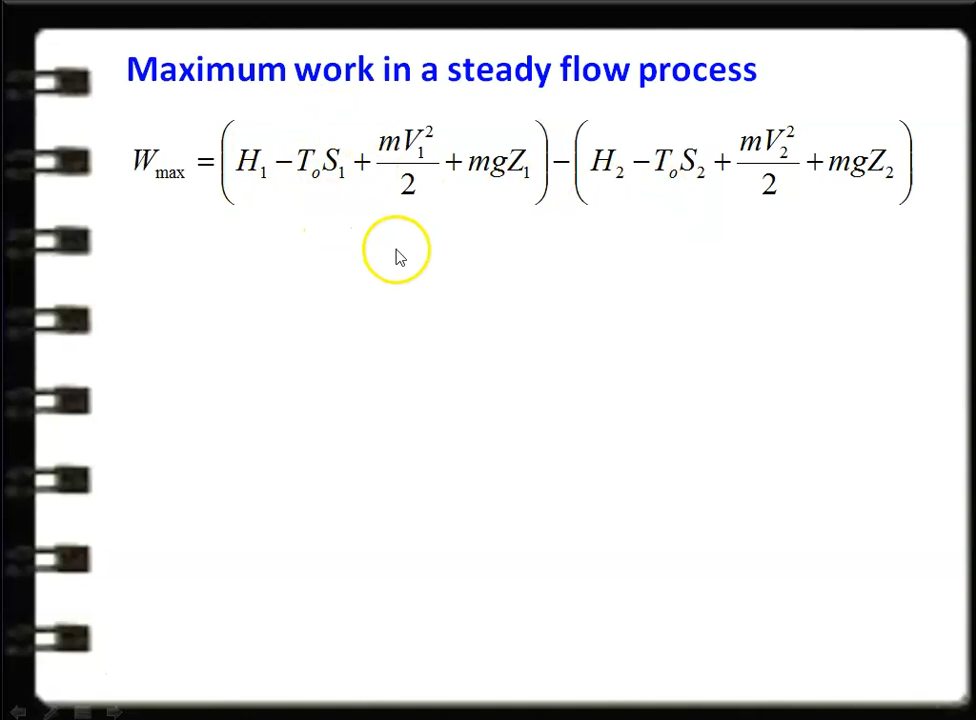 Maximum work in a steady flow process
W_max = (H_1 − T_o S_1 + mV_1^2/2 + mgZ_1) − (H_2 − T_o S_2 + mV_2^2/2 + mgZ_2)